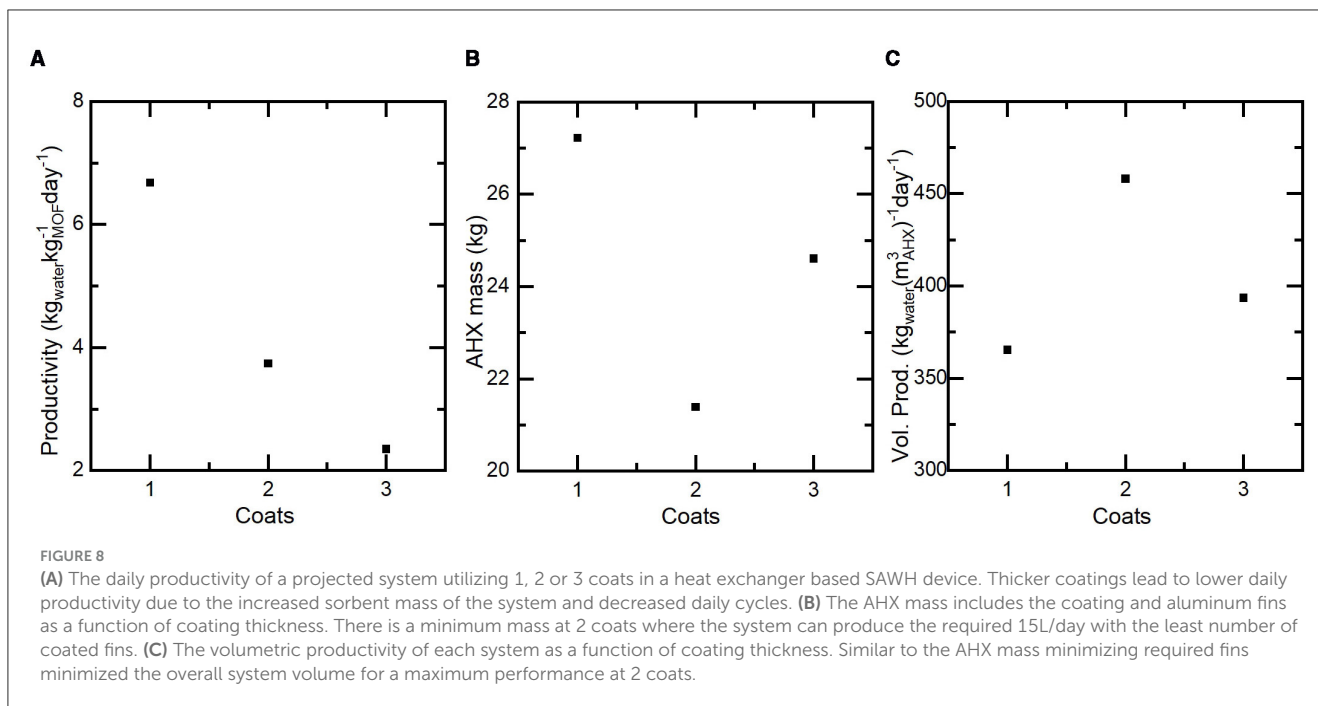 A
B
C
8
6
4
2
Productivity (kg_water kg⁻¹_MOF day⁻¹)
1 2 3
Coats
28
26
24
22
20
AHX mass (kg)
1 2 3
Coats
500
450
400
350
300
Vol. Prod. (kg_water(m³_AHX)⁻¹day⁻¹)
1 2 3
Coats
FIGURE 8
(A) The daily productivity of a projected system utilizing 1, 2 or 3 coats in a heat exchanger based SAWH device. Thicker coatings lead to lower daily
productivity due to the increased sorbent mass of the system and decreased daily cycles. (B) The AHX mass includes the coating and aluminum fins
as a function of coating thickness. There is a minimum mass at 2 coats where the system can produce the required 15L/day with the least number of
coated fins. (C) The volumetric productivity of each system as a function of coating thickness. Similar to the AHX mass minimizing required fins
minimized the overall system volume for a maximum performance at 2 coats.